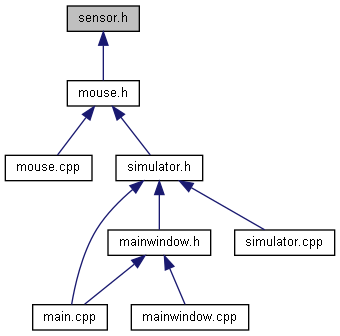 sensor.h
mouse.h
mouse.cpp
simulator.h
mainwindow.h
simulator.cpp
main.cpp
mainwindow.cpp